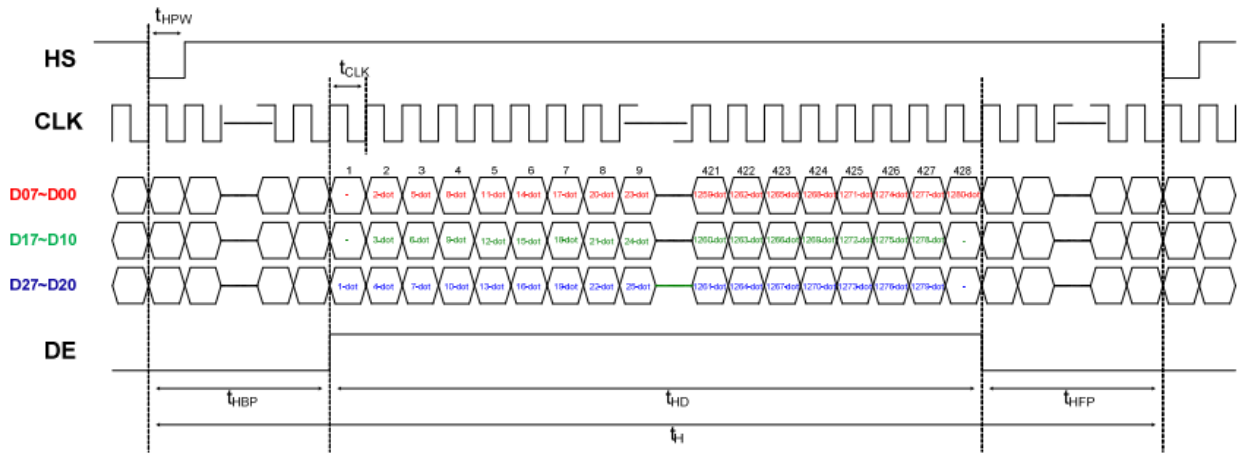 t_HPW
HS
t_CLK
CLK
1 2 3 4 5 6 7 8 9 421 422 423 424 425 426 427 428
D07~D00 - 2-dot 5-dot 8-dot 11-dot 14-dot 17-dot 20-dot 23-dot 1259-dot 1262-dot 1265-dot 1268-dot 1271-dot 1274-dot 1277-dot 1280-dot
D17~D10 - 3-dot 6-dot 9-dot 12-dot 15-dot 18-dot 21-dot 24-dot 1260-dot 1263-dot 1266-dot 1269-dot 1272-dot 1275-dot 1278-dot -
D27~D20 1-dot 4-dot 7-dot 10-dot 13-dot 16-dot 19-dot 22-dot 25-dot 1261-dot 1264-dot 1267-dot 1270-dot 1273-dot 1276-dot 1279-dot -
DE
t_HBP t_HD t_HFP
t_H